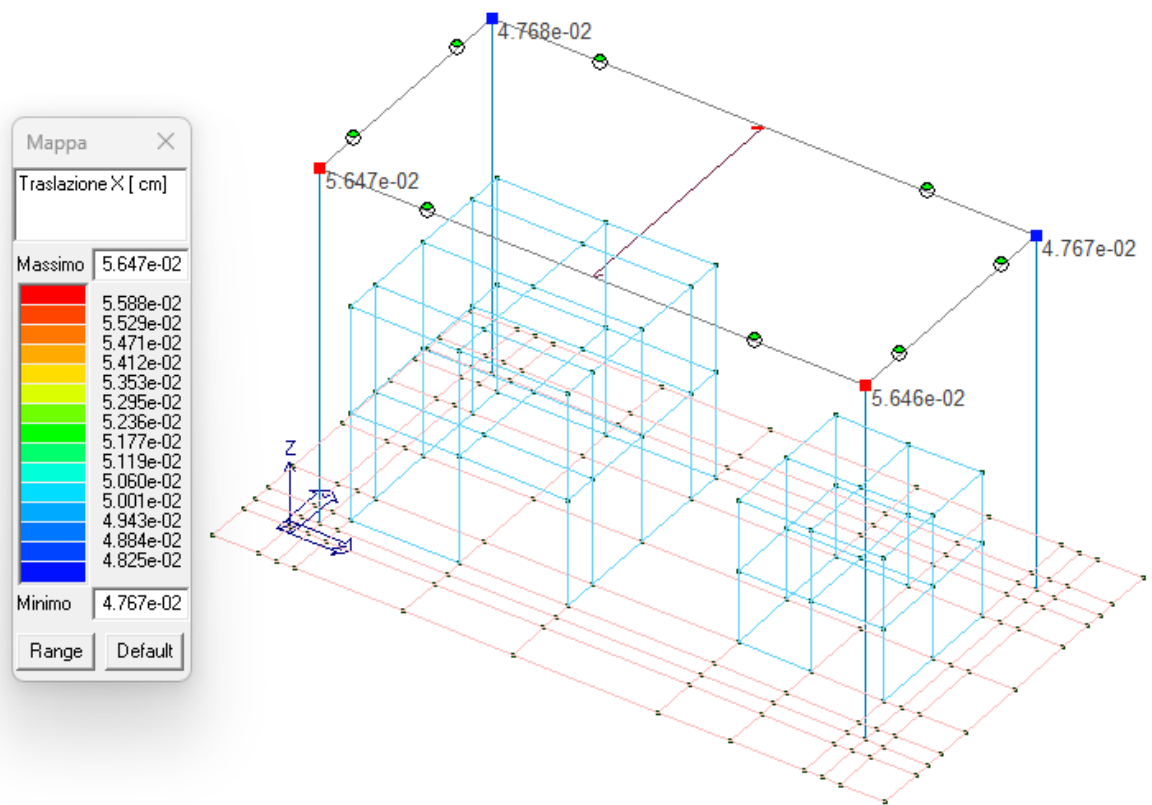 Mappa
Traslazione X [ cm]
Massimo 5.647e-02
5.588e-02
5.529e-02
5.471e-02
5.412e-02
5.353e-02
5.295e-02
5.236e-02
5.177e-02
5.119e-02
5.060e-02
5.001e-02
4.943e-02
4.884e-02
4.825e-02
Minimo 4.767e-02
Range Default
4.768e-02
5.647e-02
4.767e-02
5.646e-02
Z